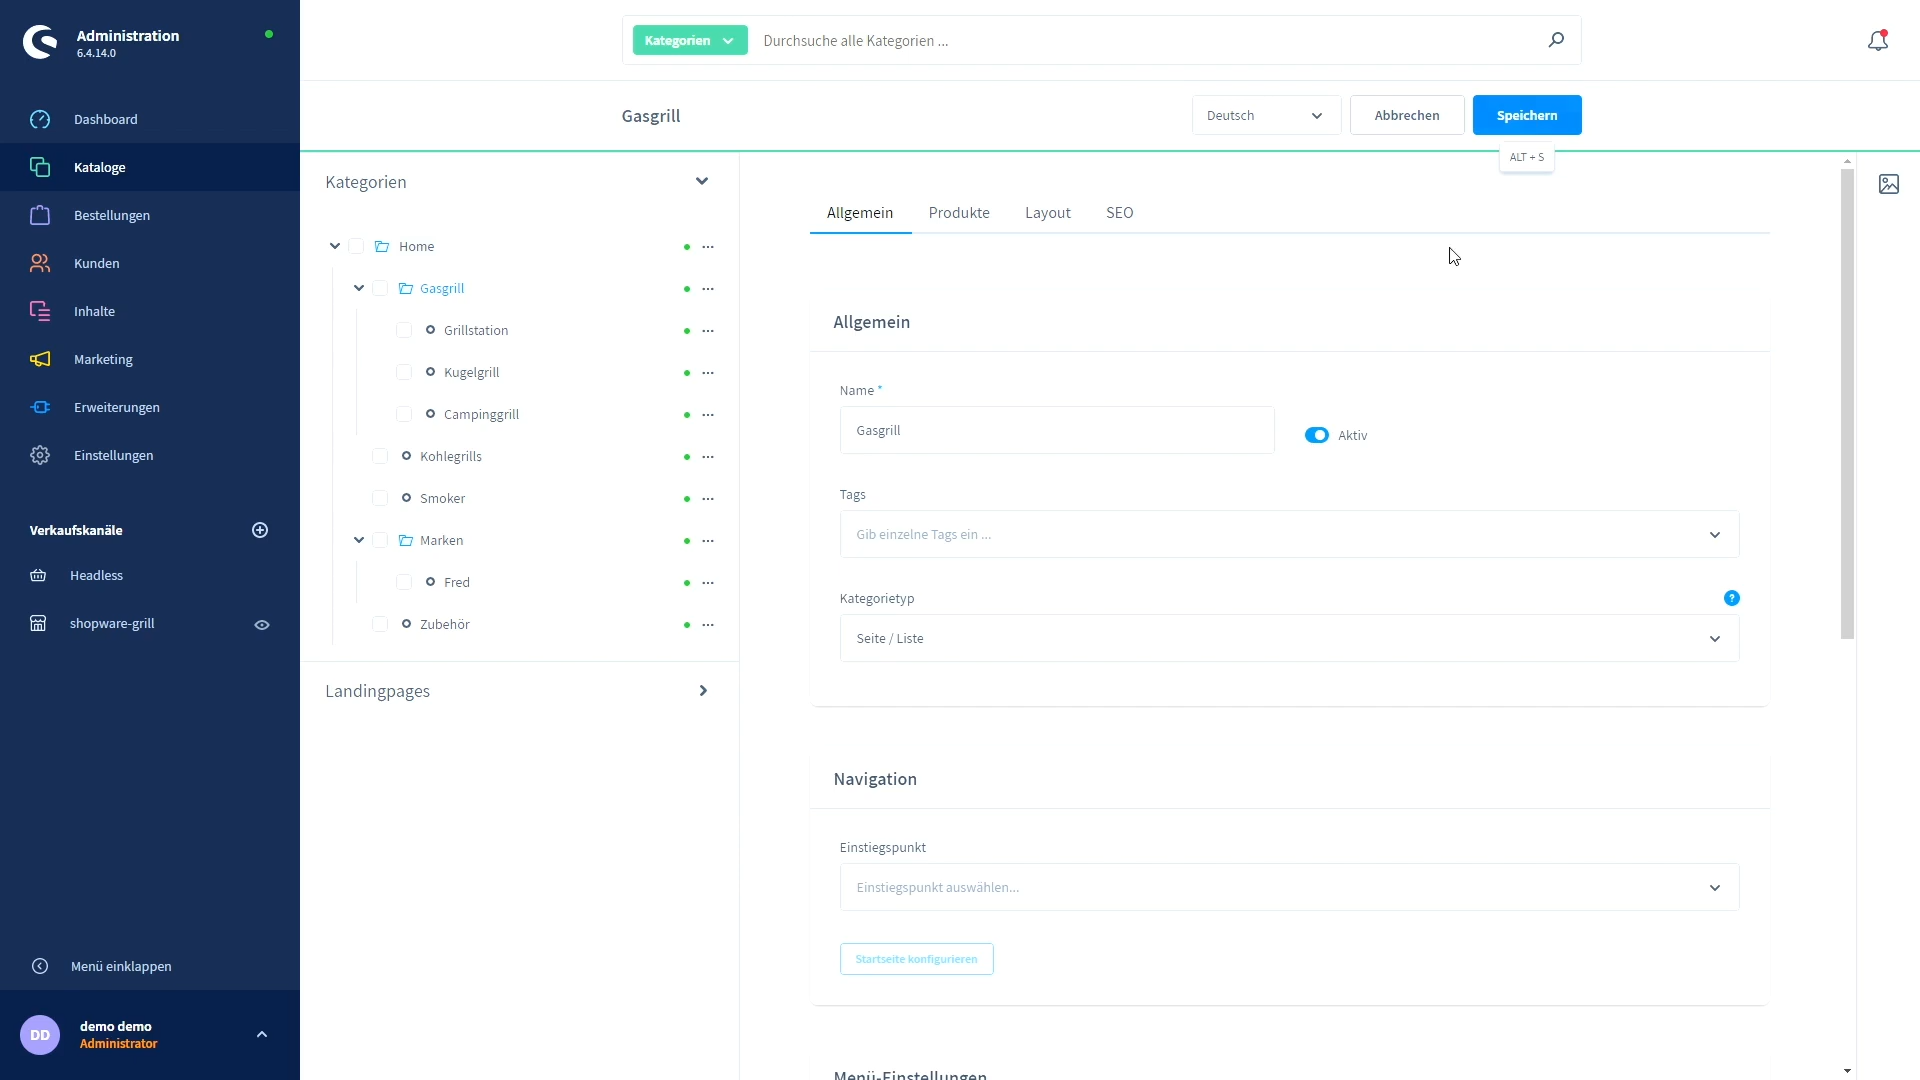 Administration
6.4.14.0
Dashboard
Kataloge
Bestellungen
Kunden
Inhalte
Marketing
Erweiterungen
Einstellungen
Verkaufskanäle
Headless
shopware-grill
Menü einklappen
DD
demo demo
Administrator
Kategorien
Durchsuche alle Kategorien ...
Gasgrill
Deutsch
Abbrechen
Speichern
ALT + S
Kategorien
Home
Gasgrill
Grillstation
Kugelgrill
Campinggrill
Kohlegrills
Smoker
Marken
Fred
Zubehör
Landingpages
Allgemein Produkte Layout SEO
Allgemein
Name *
Gasgrill
Aktiv
Tags
Gib einzelne Tags ein ...
Kategorietyp
?
Seite / Liste
Navigation
Einstiegspunkt
Einstiegspunkt auswählen...
Startseite konfigurieren
Menü-Einstellungen